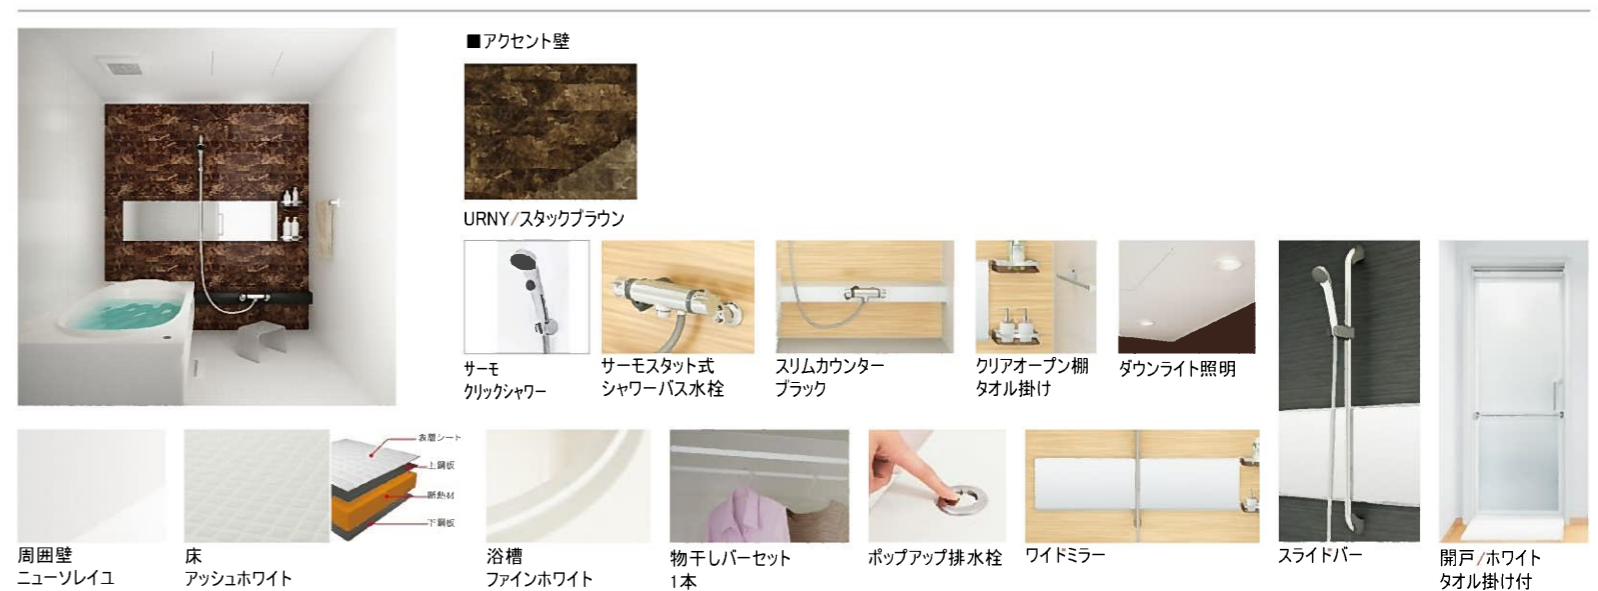 ■アクセント壁
URNY/スタックブラウン
サーモ
クリックシャワー
サーモスタット式
シャワーバス水栓
スリムカウンター
ブラック
クリアオープン棚
タオル掛け
ダウンライト照明
表層シート
上鋼板
断熱材
下鋼板
周囲壁
ニューソレイユ
床
アッシュホワイト
浴槽
ファインホワイト
物干しバーセット
1本
ポップアップ排水栓
ワイドミラー
スライドバー
開戸/ホワイト
タオル掛け付